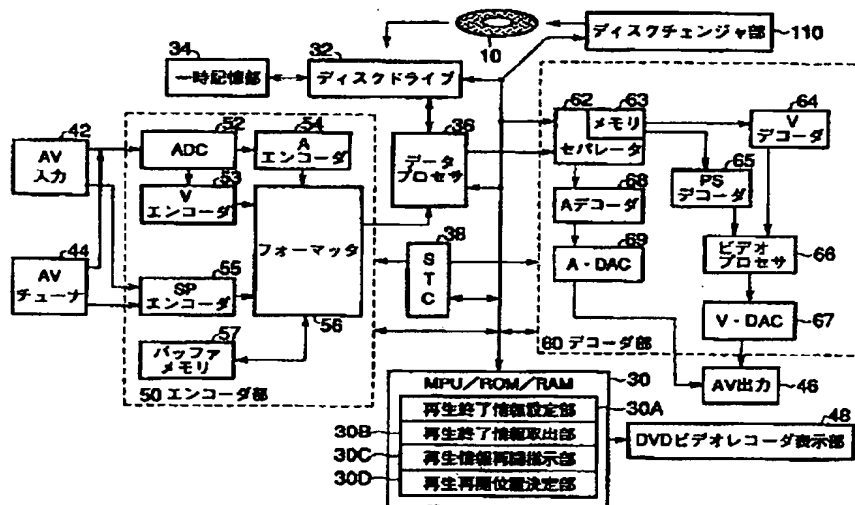 10
ディスクチェンジャ部
110
34
一時記憶部
32
ディスクドライブ
42
AV
入力
44
AV
チューナ
52
ADC
54
A
エンコーダ
53
V
エンコーダ
フォーマッタ
56
55
SP
エンコーダ
57
バッファ
メモリ
50 エンコーダ部
36
データ
プロセサ
38
S
T
C
62
63
メモリ
セパレータ
64
V
デコーダ
65
PS
デコーダ
68
Aデコーダ
69
A・DAC
ビデオ
プロセサ
66
V・DAC
67
60 デコーダ部
AV出力
46
MPU/ROM/RAM
30
再生終了情報設定部
30A
30B
再生終了情報取出部
30C
再生情報再開指示部
30D
再生再開位置決定部
48
DVDビデオレコーダ表示部